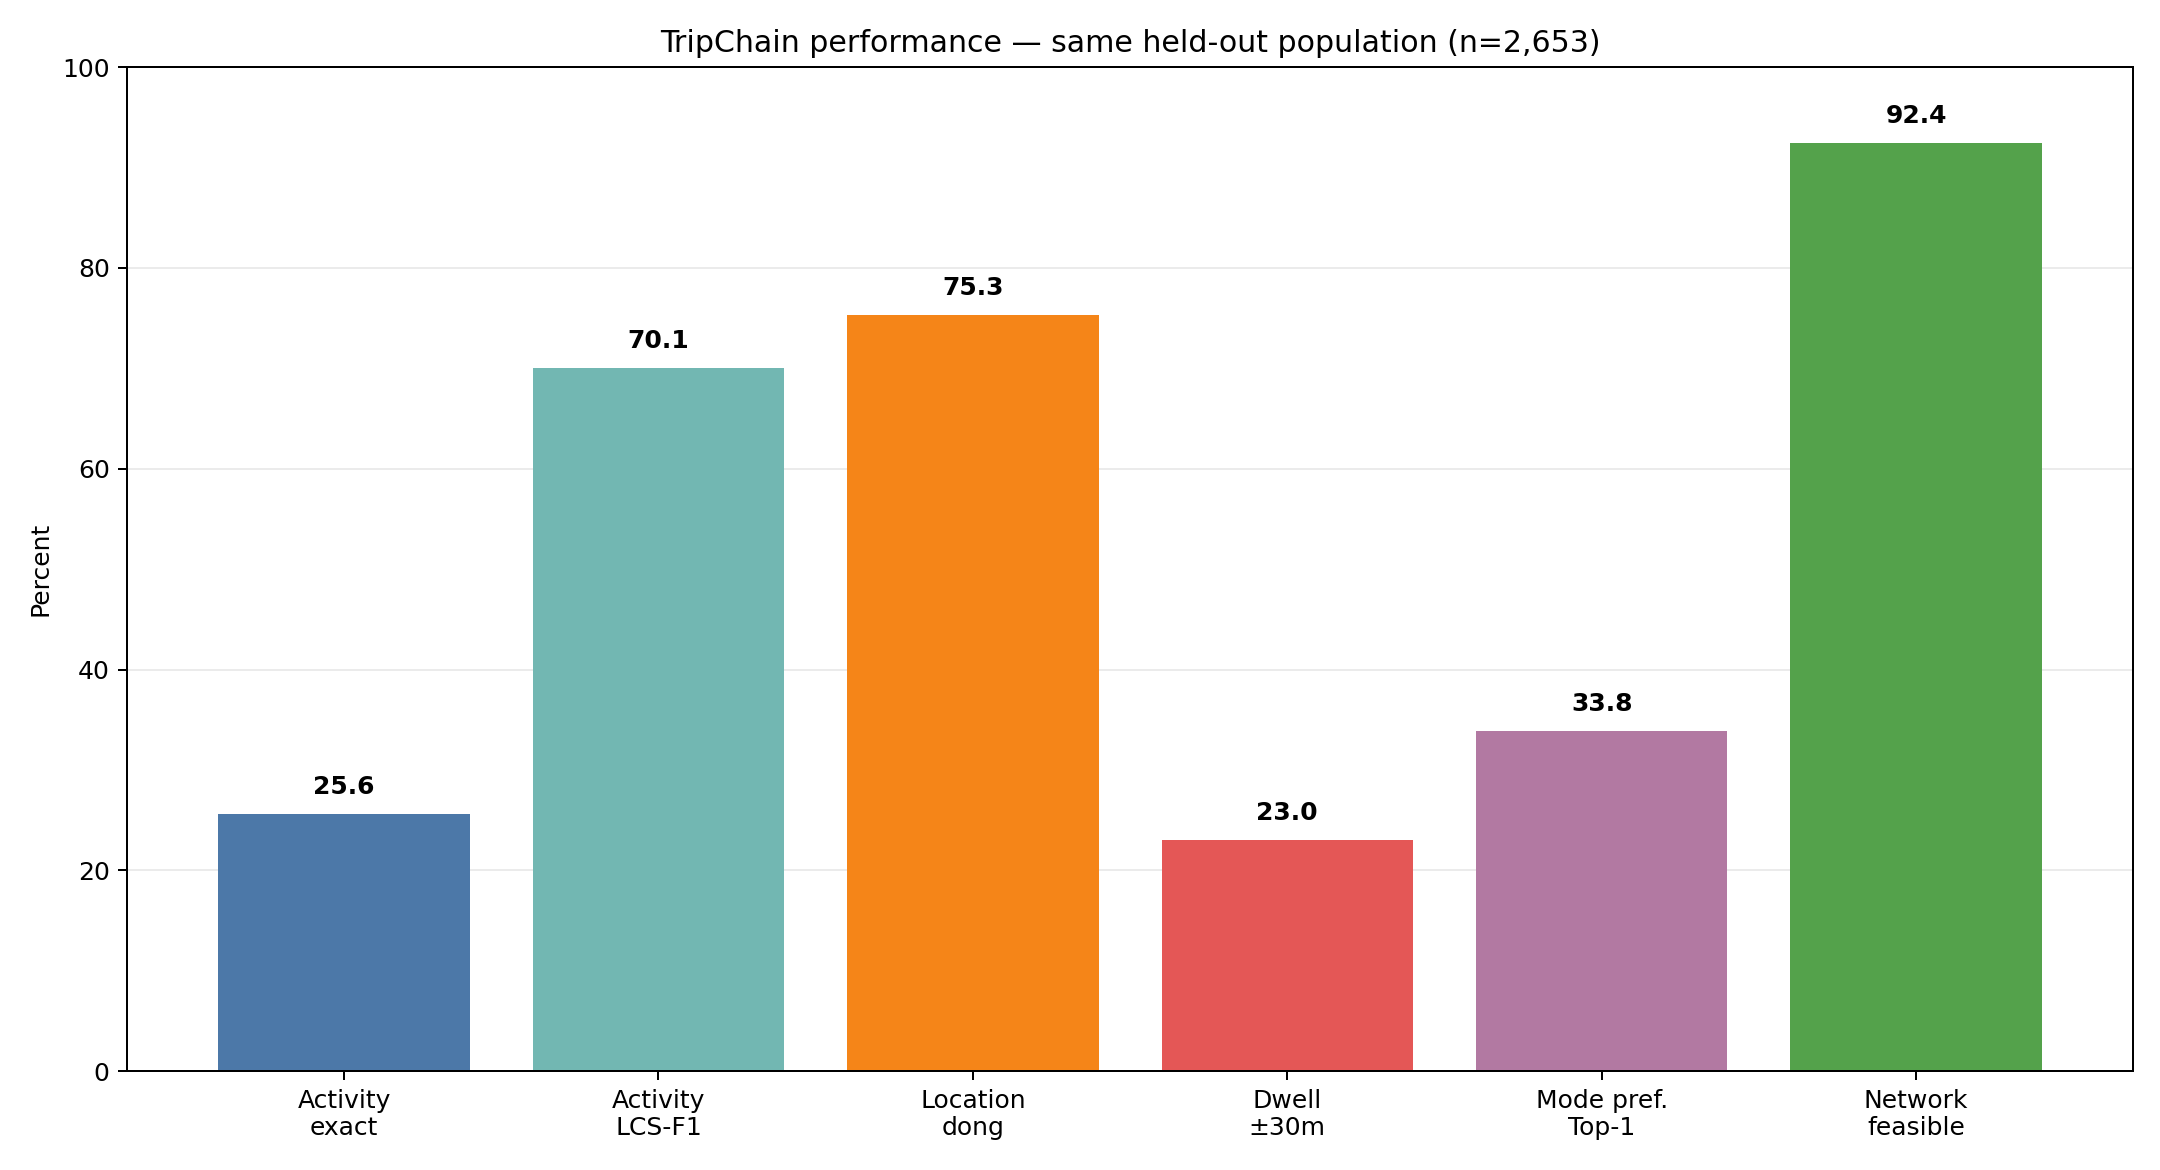 TripChain performance — same held-out population (n=2,653)
Percent
100
80
60
40
20
0
25.6
70.1
75.3
23.0
33.8
92.4
Activity
exact
Activity
LCS-F1
Location
dong
Dwell
±30m
Mode pref.
Top-1
Network
feasible